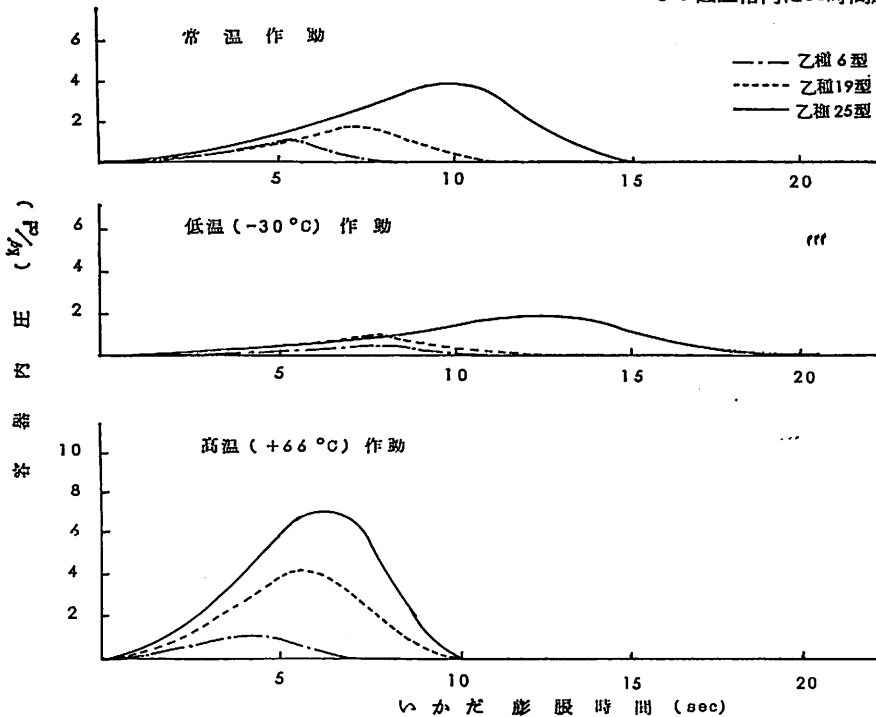 常温作動
乙種6型
乙種19型
乙種25型
6
4
2
5 10 15 20
低温(-30°C)作動
6
4
2
5 10 15 20
高温(+66°C)作動
10
8
6
4
2
5 10 15 20
容器内圧(kg/cm²)
いかだ膨脹時間(sec)